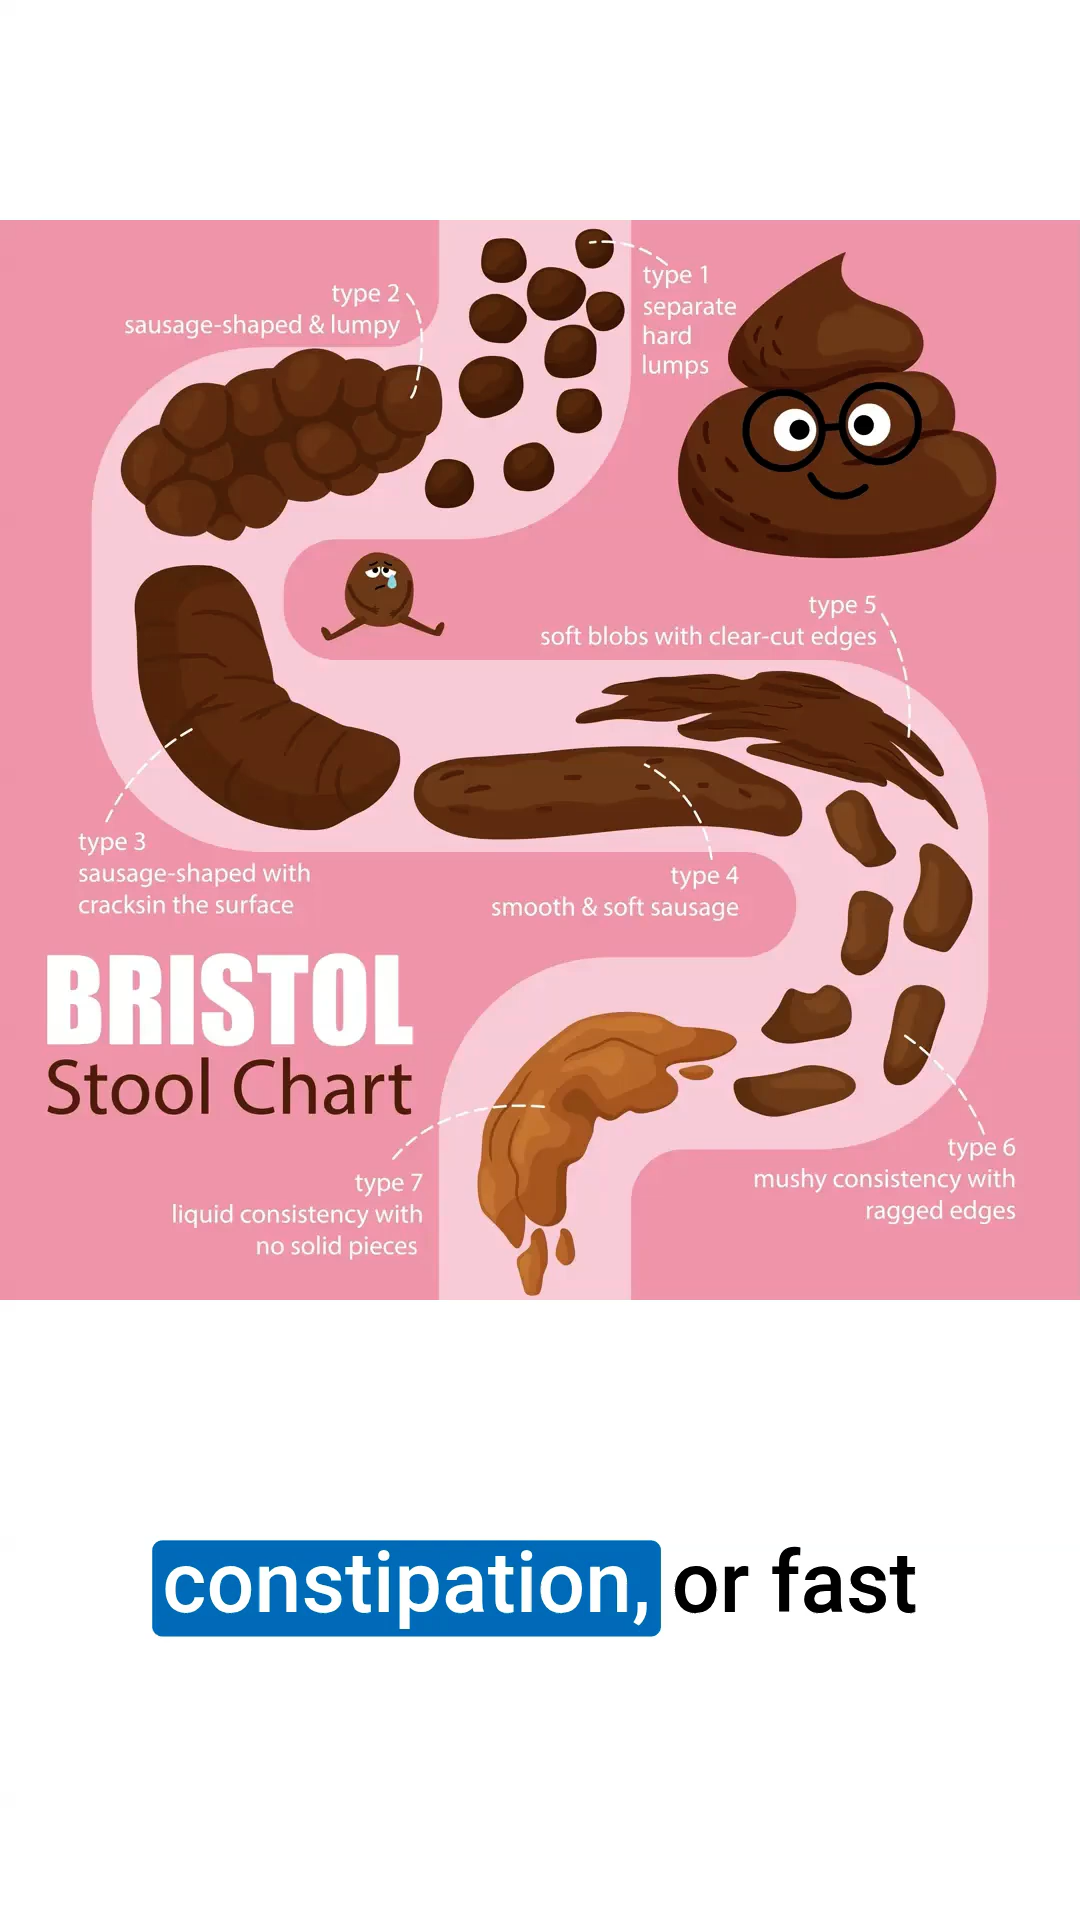 type 1
separate
hard
lumps
type 2
sausage-shaped & lumpy
type 5
soft blobs with clear-cut edges
type 3
sausage-shaped with
cracksin the surface
type 4
smooth & soft sausage
BRISTOL
Stool Chart
type 6
mushy consistency with
ragged edges
type 7
liquid consistency with
no solid pieces
constipation, or fast